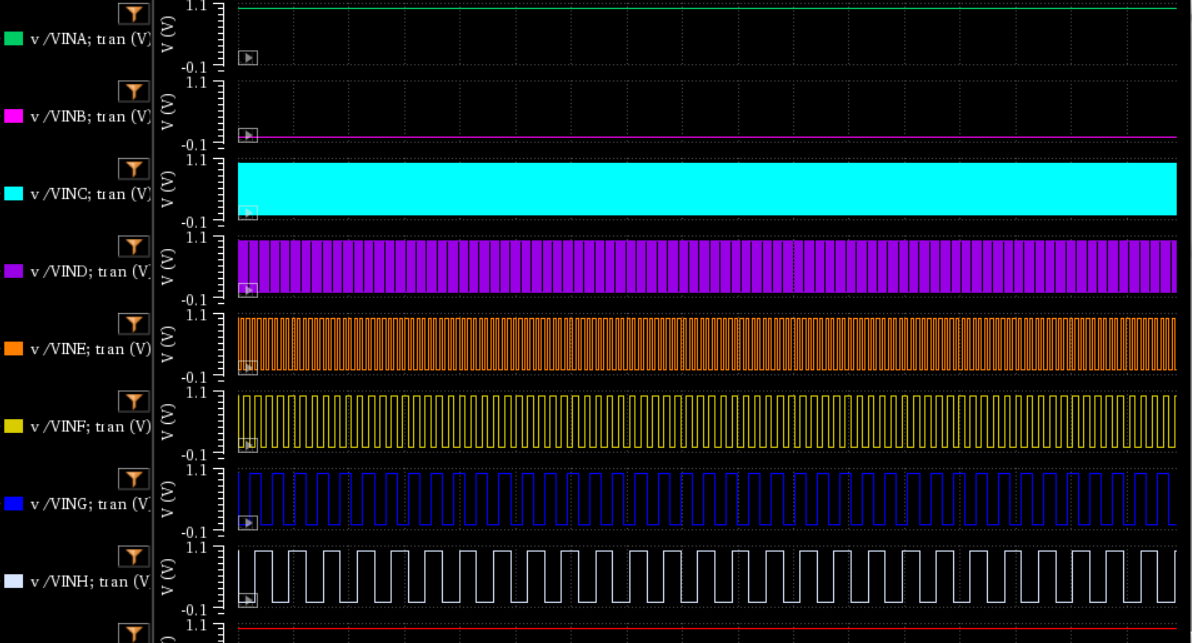 1.1
v /VINA; tran (V)
V (V)
-0.1
1.1
v /VINB; tran (V)
V (V)
-0.1
1.1
v /VINC; tran (V)
V (V)
-0.1
1.1
v /VIND; tran (V)
V (V)
-0.1
1.1
v /VINE; tran (V)
V (V)
-0.1
1.1
v /VINF; tran (V)
V (V)
-0.1
1.1
v /VING; tran (V)
V (V)
-0.1
1.1
v /VINH; tran (V)
V (V)
-0.1
1.1